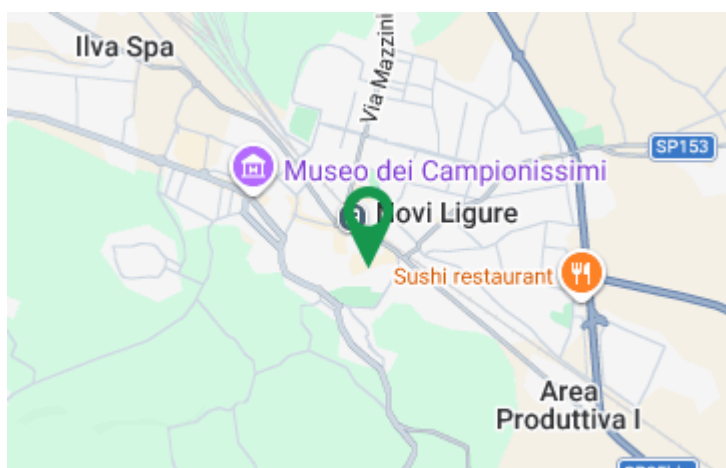 Ilva Spa
Via Mazzini
SP153
Museo dei Campionissimi
Novi Ligure
Sushi restaurant
Area
Produttiva I